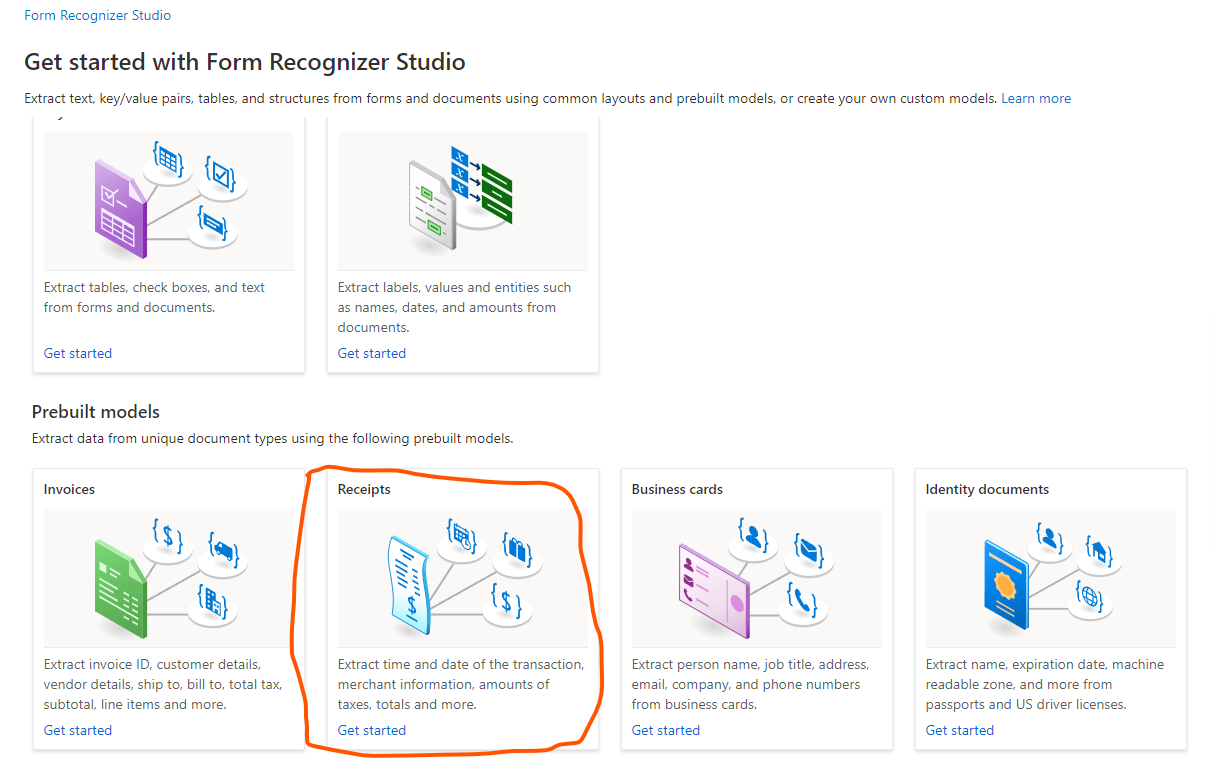 Form Recognizer Studio
Get started with Form Recognizer Studio
Extract text, key/value pairs, tables, and structures from forms and documents using common layouts and prebuilt models, or create your own custom models. Learn more
Extract tables, check boxes, and text
from forms and documents.
Get started
Extract labels, values and entities such
as names, dates, and amounts from
documents.
Get started
Prebuilt models
Extract data from unique document types using the following prebuilt models.
Invoices
Extract invoice ID, customer details,
vendor details, ship to, bill to, total tax,
subtotal, line items and more.
Get started
Receipts
Extract time and date of the transaction,
merchant information, amounts of
taxes, totals and more.
Get started
Business cards
Extract person name, job title, address,
email, company, and phone numbers
from business cards.
Get started
Identity documents
Extract name, expiration date, machine
readable zone, and more from
passports and US driver licenses.
Get started